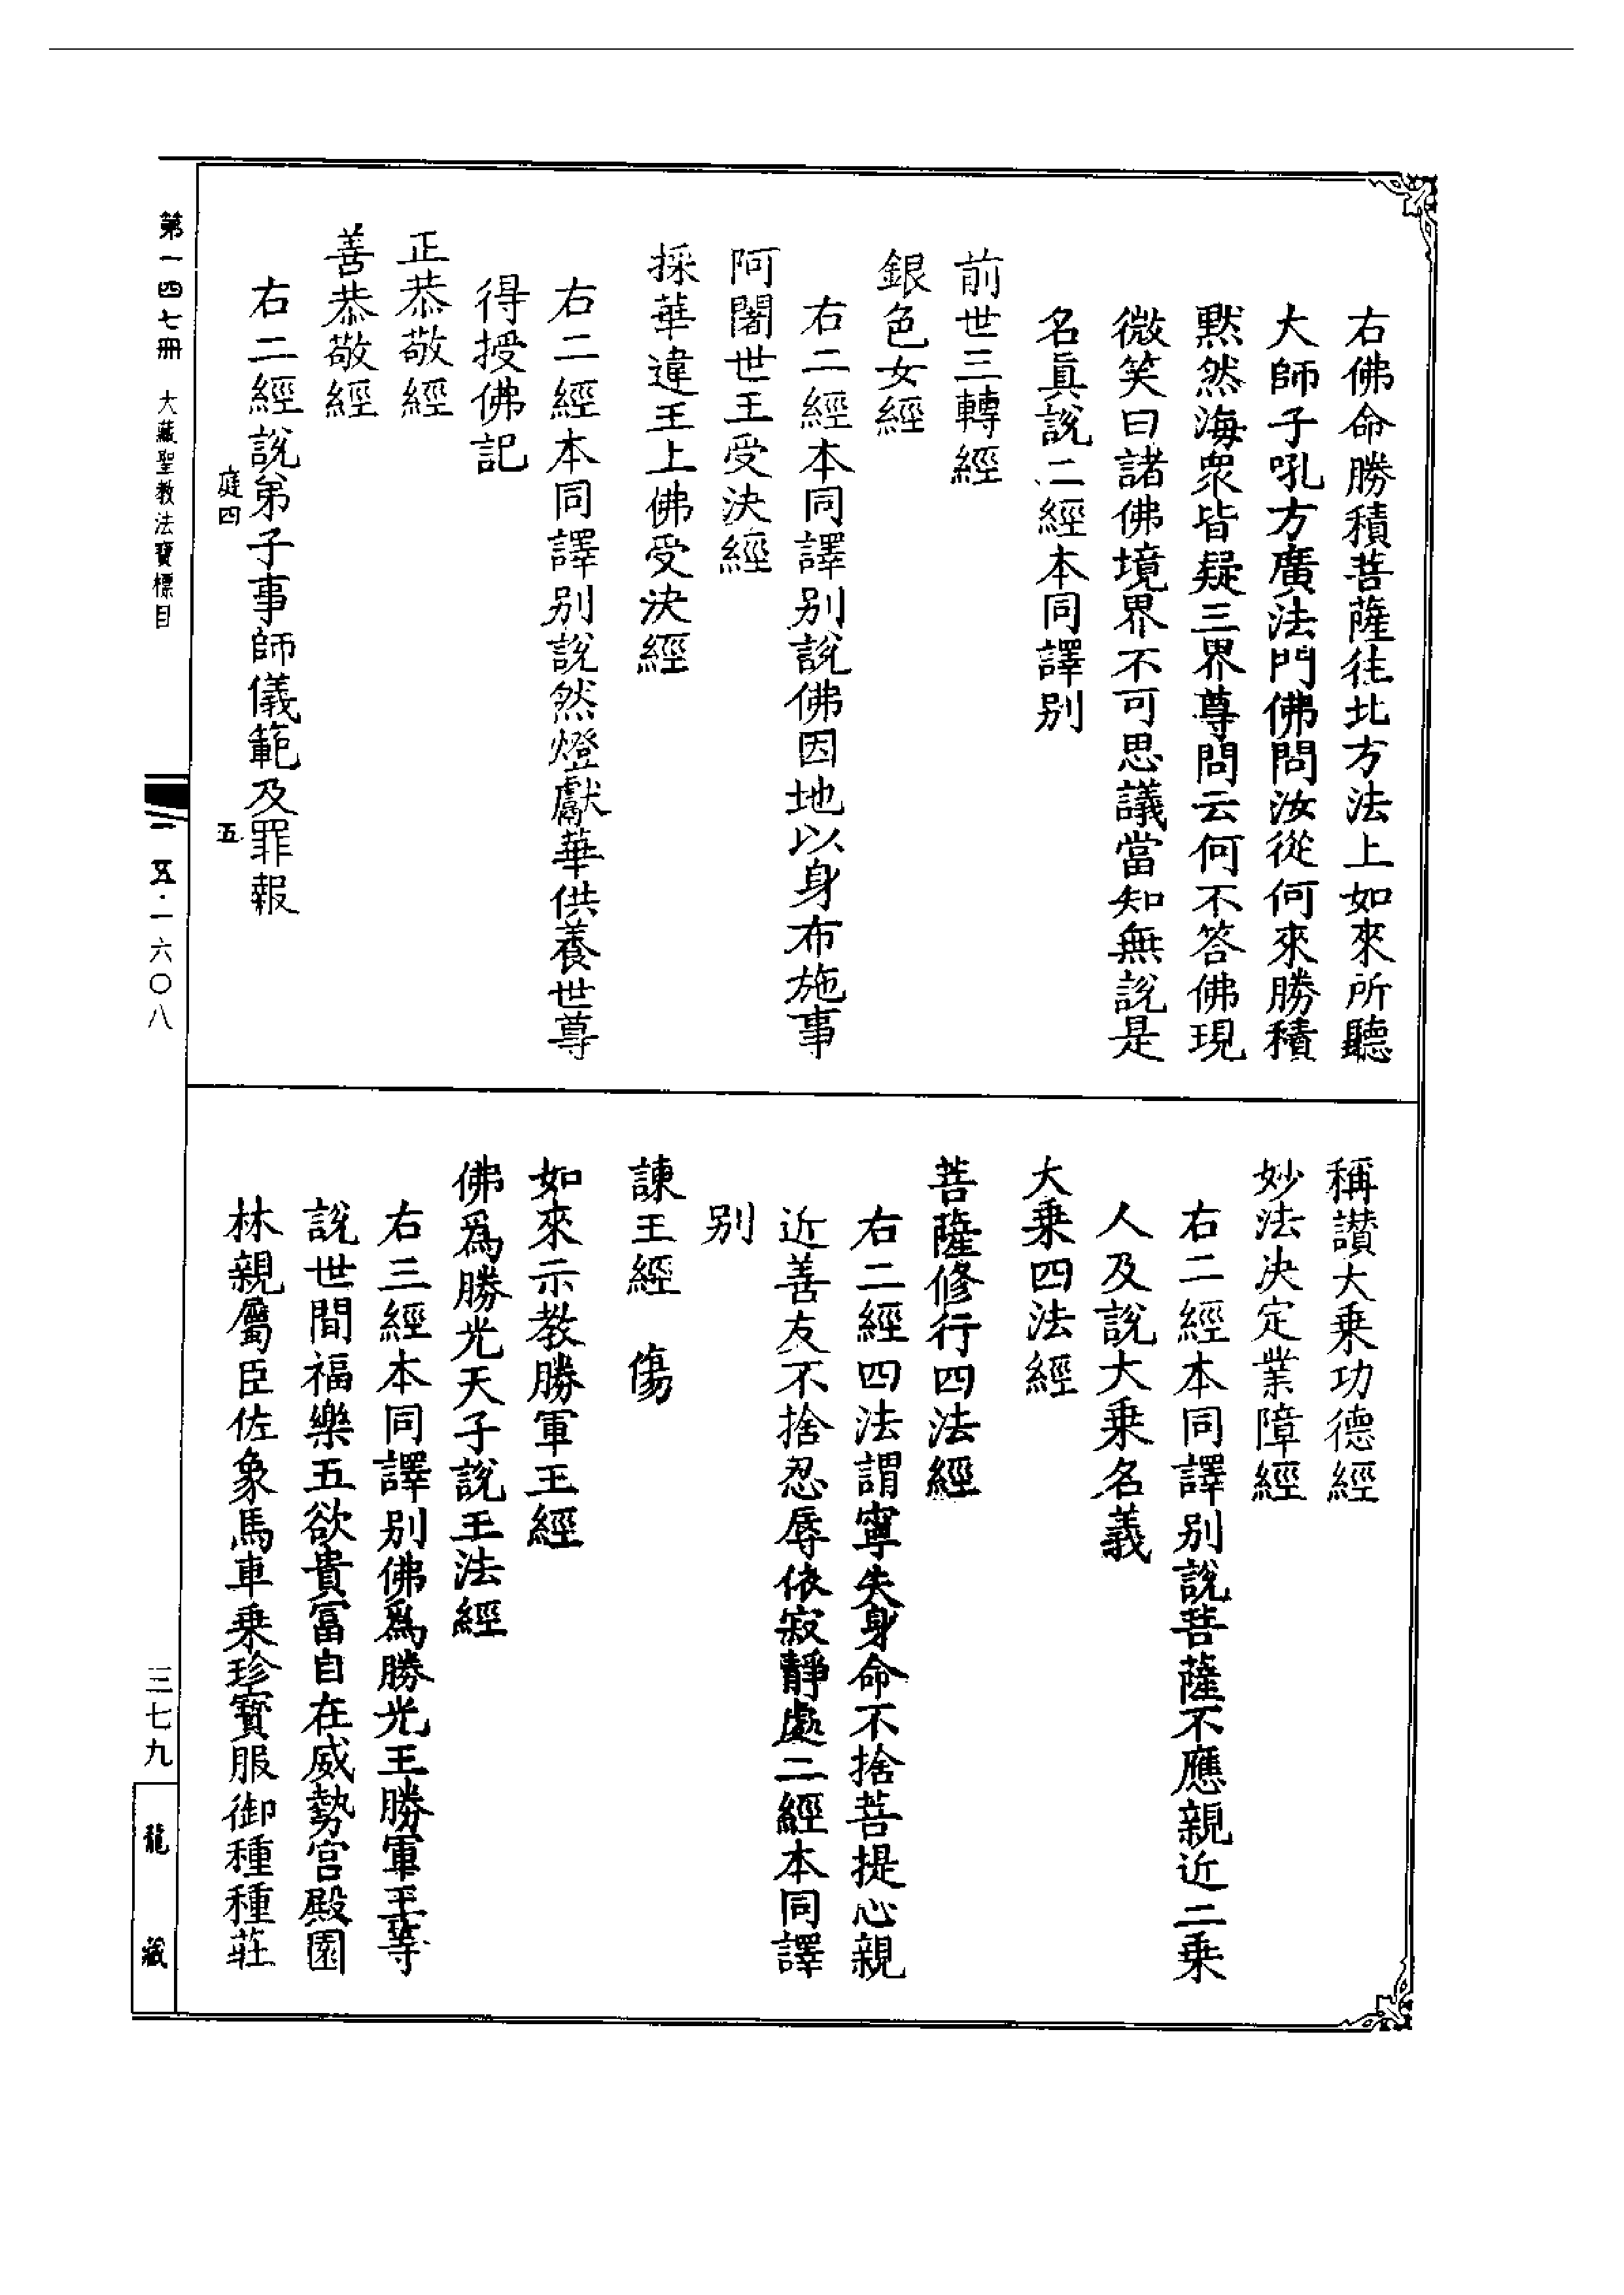 右佛命勝積菩薩往北方法上如來所聽
大師子吼方廣法門佛問汝從何來勝積
默然海衆皆疑三界尊問云何不答佛現
微笑曰諸佛境界不可思議當知無說是
名真說二經本同譯別
前世三轉經
銀色女經
右二經本同譯別說佛因地以身布施事
阿闍世王受決經
採華違王上佛受決經
右二經本同譯別說然燈獻華供養世尊
得授佛記
正恭敬經
善恭敬經
右二經說弟子事師儀範及罪報
庭四 五
稱讃大乗功德經
妙法決定業障經
右二經本同譯別說菩薩不應親近二乗
人及說大乗名義
大乗四法經
菩薩修行四法經
右二經四法謂寧失身命不捨菩提心親
近善友不捨忍辱依寂靜處二經本同譯
別
諫王經 傷
如來示教勝軍王經
佛爲勝光天子說王法經
右三經本同譯別佛爲勝光王勝軍王等
說世間福樂五欲貴富自在威勢宮殿園
林親屬臣佐象馬車乗珍寶服御種種莊
第一四七冊 大藏聖教法寶標目
一五·一六〇八
三七九
龍藏